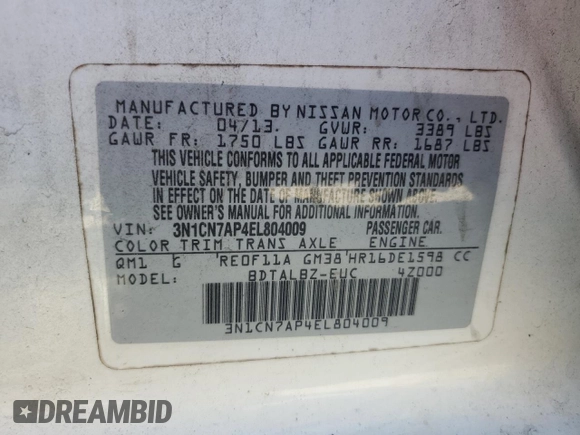 MANUFACTURED BY NISSAN MOTOR CO., LTD.
DATE: 04/13. GVWR: 3389 LBS
GAWR FR: 1750 LBS GAWR RR: 1687 LBS
THIS VEHICLE CONFORMS TO ALL APPLICABLE FEDERAL MOTOR
VEHICLE SAFETY, BUMPER AND THEFT PREVENTION STANDARDS
IN EFFECT ON THE DATE OF MANUFACTURE SHOWN ABOVE.
SEE OWNER'S MANUAL FOR ADDITIONAL INFORMATION.
VIN: 3N1CN7AP4EL804009 PASSENGER CAR.
COLOR TRIM TRANS AXLE ENGINE
QM1 G RE0F11A GM38 HR16DE1598 CC
MODEL: BDTALBZ-EUC 4Z000
3N1CN7AP4EL804009
DREAMBID